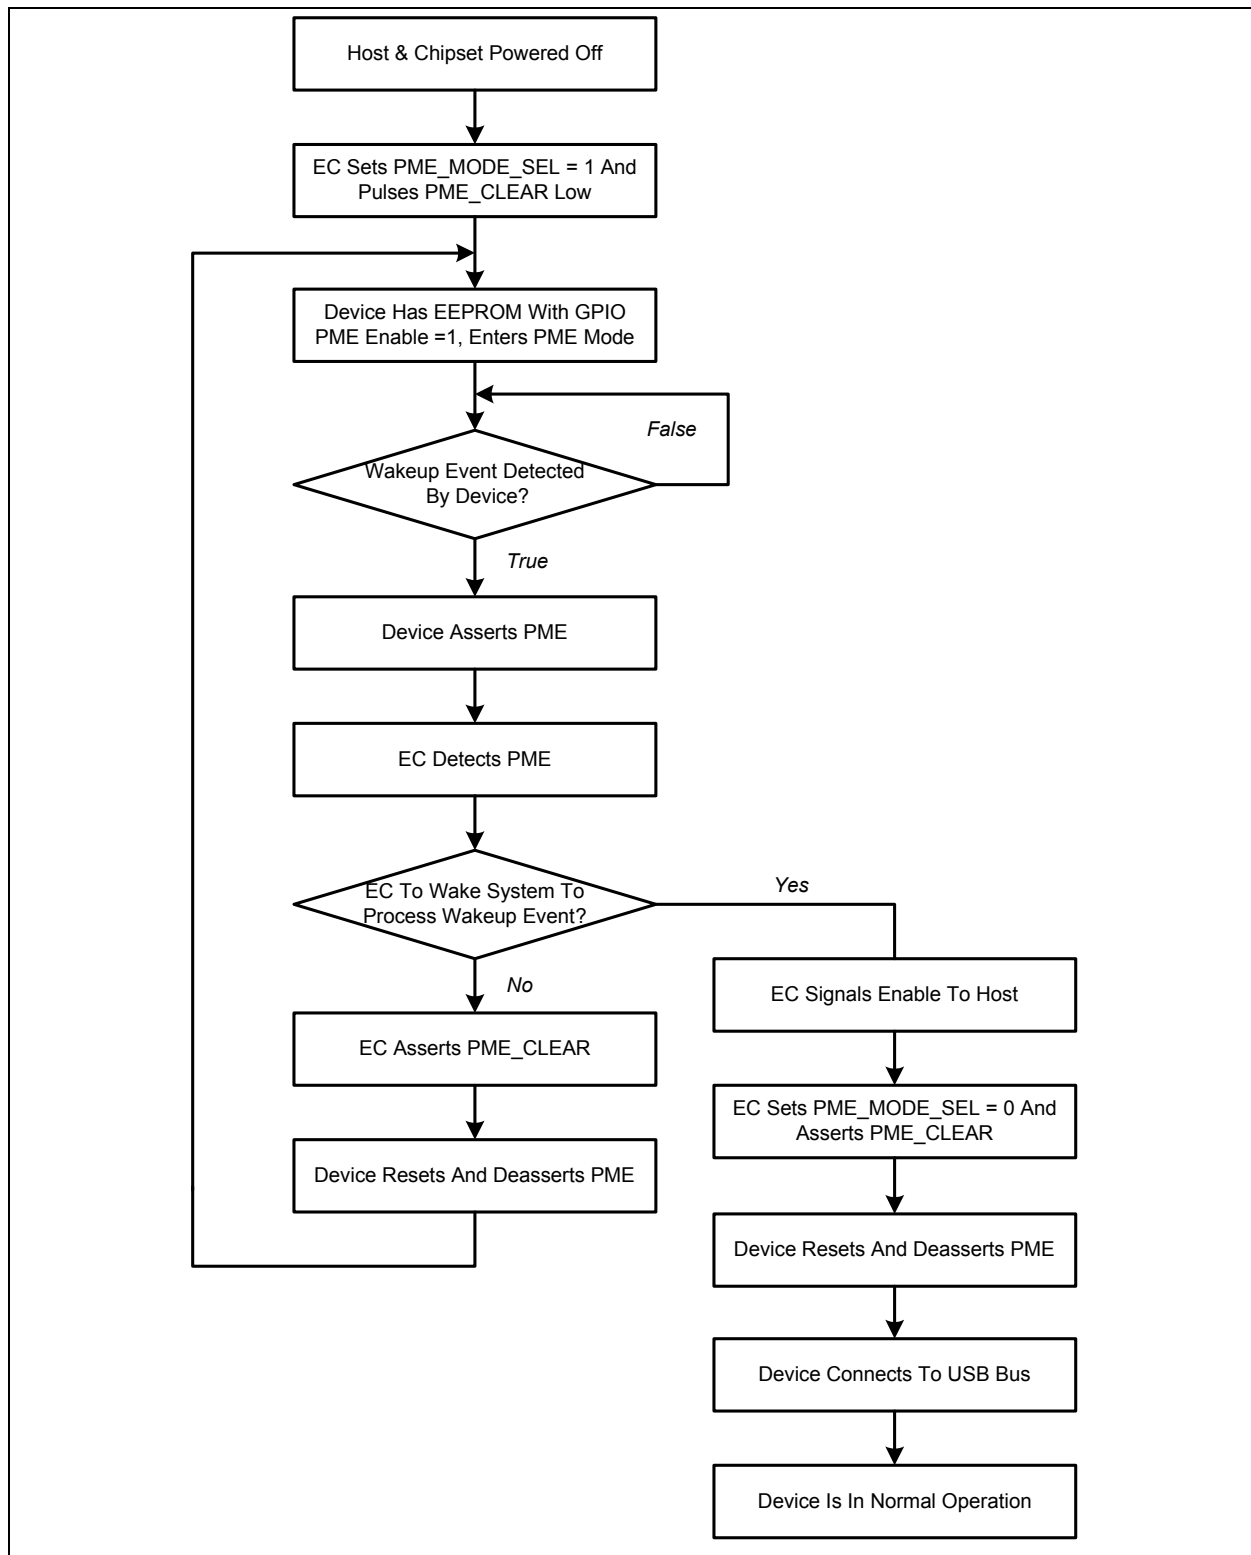 Host & Chipset Powered Off
EC Sets PME_MODE_SEL = 1 And
Pulses PME_CLEAR Low
Device Has EEPROM With GPIO
PME Enable =1, Enters PME Mode
False
Wakeup Event Detected
By Device?
True
Device Asserts PME
EC Detects PME
EC To Wake System To
Process Wakeup Event?
Yes
No
EC Signals Enable To Host
EC Asserts PME_CLEAR
EC Sets PME_MODE_SEL = 0 And
Asserts PME_CLEAR
Device Resets And Deasserts PME
Device Resets And Deasserts PME
Device Connects To USB Bus
Device Is In Normal Operation